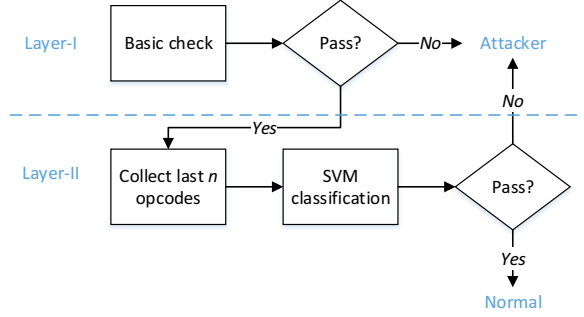 Layer-I
Basic check
Pass?
No
Attacker
Yes
No
Layer-II
Collect last n
opcodes
SVM
classification
Pass?
Yes
Normal